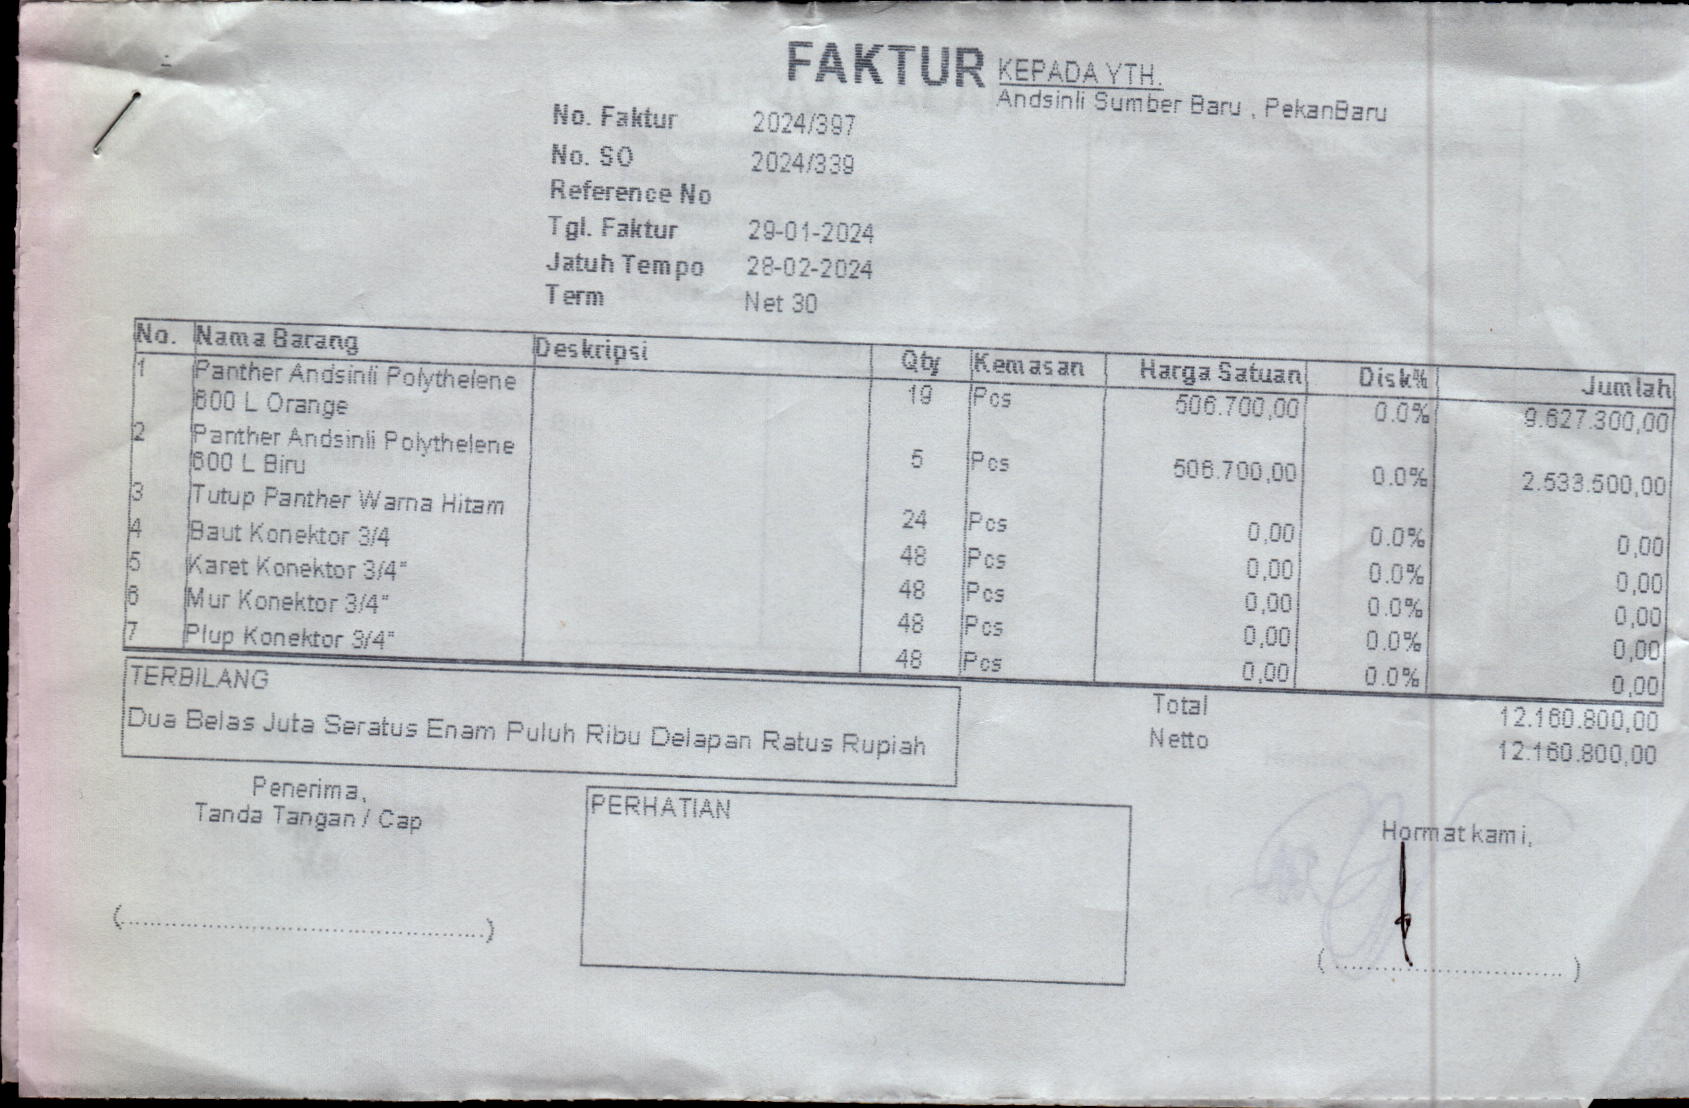 FAKTUR
KEPADA YTH.
Andsinli Sumber Baru , PekanBaru
No. Faktur 2024/397
No. SO 2024/339
Reference No
Tgl. Faktur 29-01-2024
Jatuh Tempo 28-02-2024
Term Net 30
No. Nama Barang Deskripsi Qty Kemasan Harga Satuan Disk% Jumlah
1 Panther Andsinli Polythelene 19 Pcs 506.700,00 0.0% 9.627.300,00
600 L Orange
2 Panther Andsinli Polythelene 5 Pcs 506.700,00 0.0% 2.533.500,00
600 L Biru
3 Tutup Panther Warna Hitam 24 Pcs 0,00 0.0% 0,00
4 Baut Konektor 3/4 48 Pcs 0,00 0.0% 0,00
5 Karet Konektor 3/4" 48 Pcs 0,00 0.0% 0,00
6 Mur Konektor 3/4" 48 Pcs 0,00 0.0% 0,00
7 Plup Konektor 3/4" 48 Pcs 0,00 0.0% 0,00
TERBILANG
Dua Belas Juta Seratus Enam Puluh Ribu Delapan Ratus Rupiah
Total 12.160.800,00
Netto 12.160.800,00
Penerima,
Tanda Tangan / Cap
(..................................................)
PERHATIAN
Hormat kami,
(..............................)